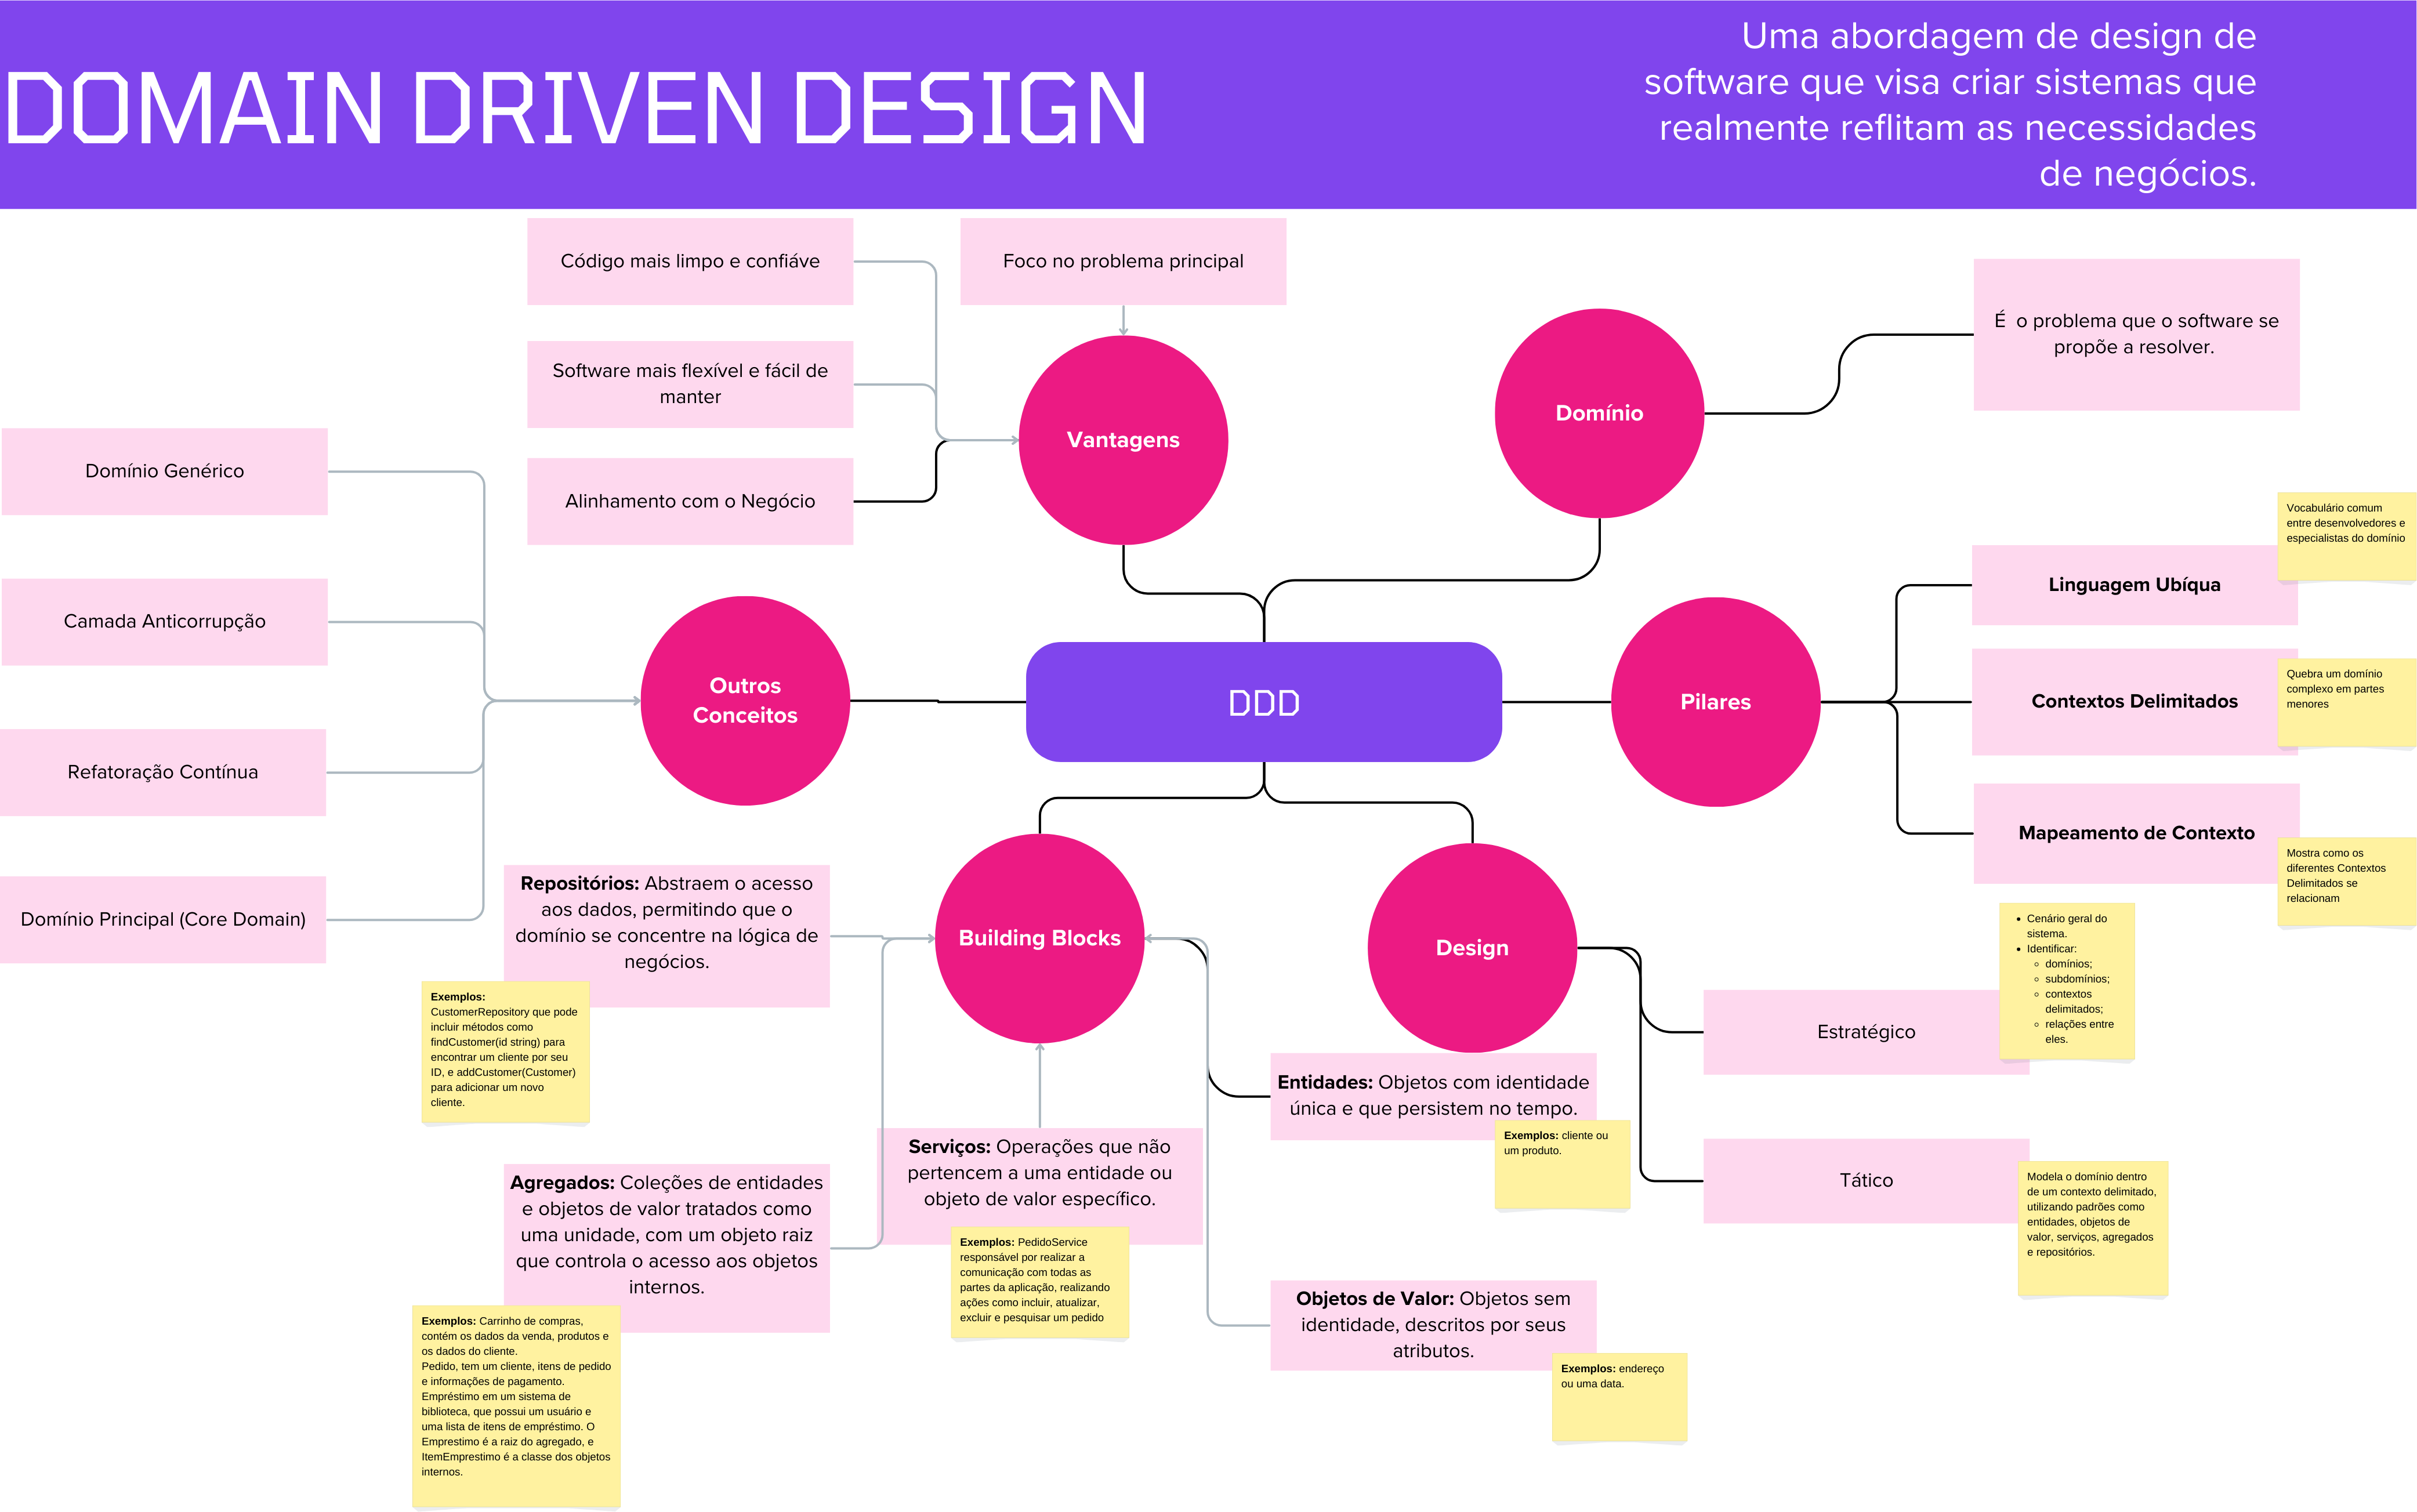 DOMAIN DRIVEN DESIGN
Uma abordagem de design de
software que visa criar sistemas que
realmente reflitam as necessidades
de negócios.
Código mais limpo e confiáve
Foco no problema principal
Software mais flexível e fácil de
manter
Alinhamento com o Negócio
Vantagens
Domínio
É  o problema que o software se
propõe a resolver.
Domínio Genérico
Camada Anticorrupção
Refatoração Contínua
Domínio Principal (Core Domain)
Outros
Conceitos
DDD
Pilares
Linguagem Ubíqua
Vocabulário comum
entre desenvolvedores e
especialistas do domínio
Contextos Delimitados
Quebra um domínio
complexo em partes
menores
Mapeamento de Contexto
Mostra como os
diferentes Contextos
Delimitados se
relacionam
Building Blocks
Repositórios: Abstraem o acesso
aos dados, permitindo que o
domínio se concentre na lógica de
negócios.
Exemplos:
CustomerRepository que pode
incluir métodos como
findCustomer(id string) para
encontrar um cliente por seu
ID, e addCustomer(Customer)
para adicionar um novo
cliente.
Agregados: Coleções de entidades
e objetos de valor tratados como
uma unidade, com um objeto raiz
que controla o acesso aos objetos
internos.
Exemplos: Carrinho de compras,
contém os dados da venda, produtos e
os dados do cliente.
Pedido, tem um cliente, itens de pedido
e informações de pagamento.
Empréstimo em um sistema de
biblioteca, que possui um usuário e
uma lista de itens de empréstimo. O
Emprestimo é a raiz do agregado, e
ItemEmprestimo é a classe dos objetos
internos.
Serviços: Operações que não
pertencem a uma entidade ou
objeto de valor específico.
Exemplos: PedidoService
responsável por realizar a
comunicação com todas as
partes da aplicação, realizando
ações como incluir, atualizar,
excluir e pesquisar um pedido
Entidades: Objetos com identidade
única e que persistem no tempo.
Exemplos: cliente ou
um produto.
Objetos de Valor: Objetos sem
identidade, descritos por seus
atributos.
Exemplos: endereço
ou uma data.
Design
Estratégico
• Cenário geral do
sistema.
• Identificar:
◦ domínios;
◦ subdomínios;
◦ contextos
delimitados;
◦ relações entre
eles.
Tático
Modela o domínio dentro
de um contexto delimitado,
utilizando padrões como
entidades, objetos de
valor, serviços, agregados
e repositórios.